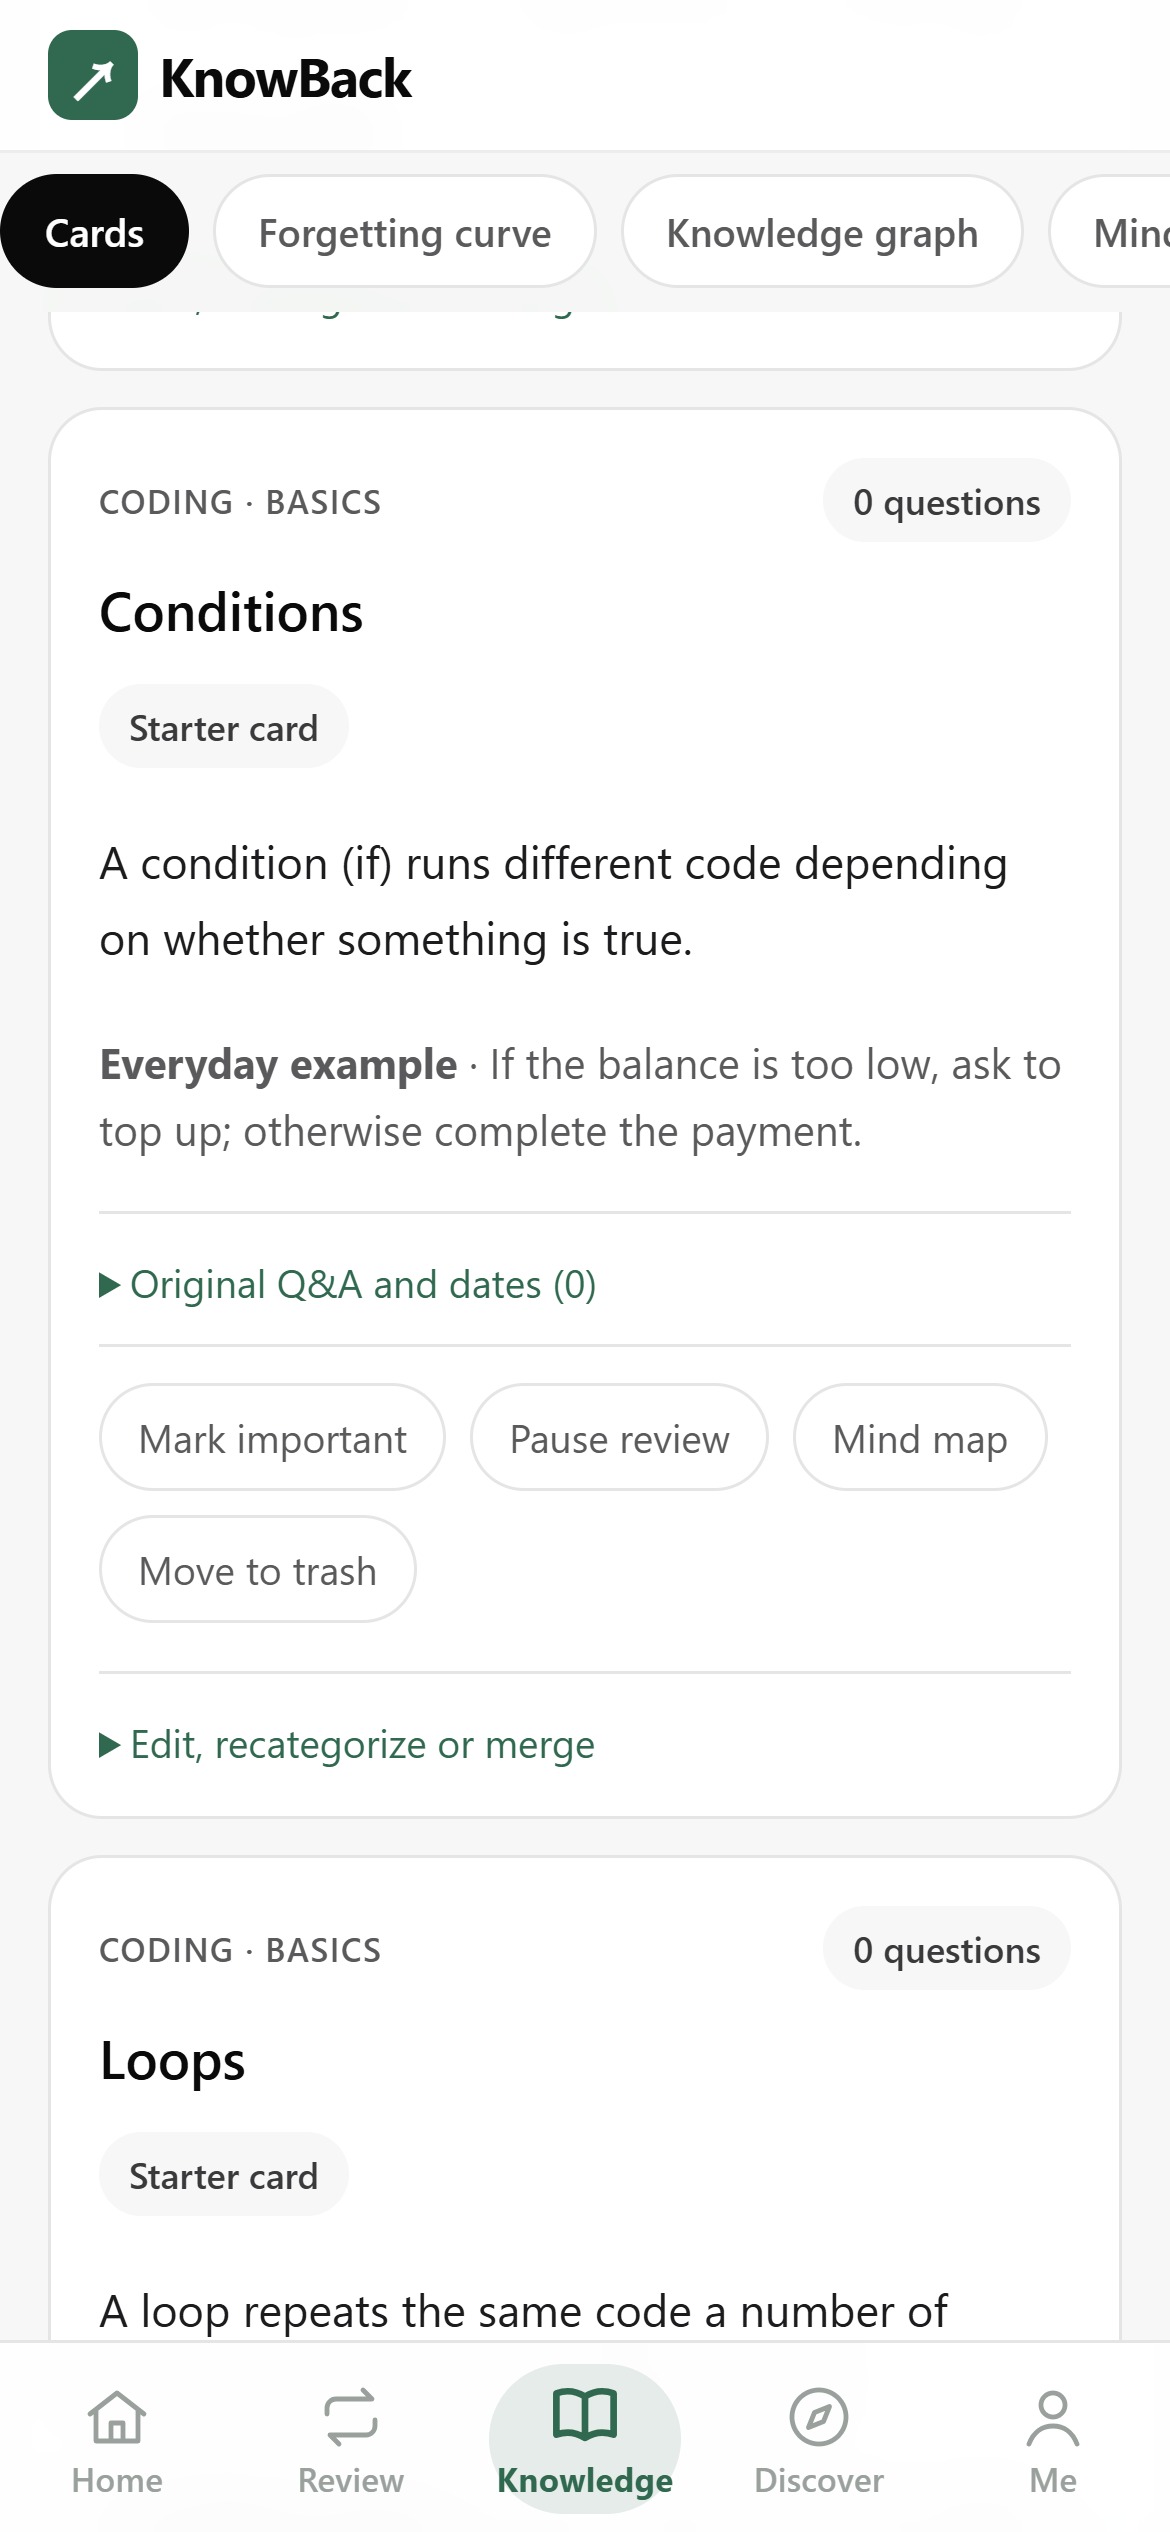 KnowBack
Cards
Forgetting curve
Knowledge graph
CODING · BASICS
0 questions
Conditions
Starter card
A condition (if) runs different code depending
on whether something is true.
Everyday example · If the balance is too low, ask to
top up; otherwise complete the payment.
Original Q&A and dates (0)
Mark important
Pause review
Mind map
Move to trash
Edit, recategorize or merge
CODING · BASICS
0 questions
Loops
Starter card
A loop repeats the same code a number of
Home
Review
Knowledge
Discover
Me